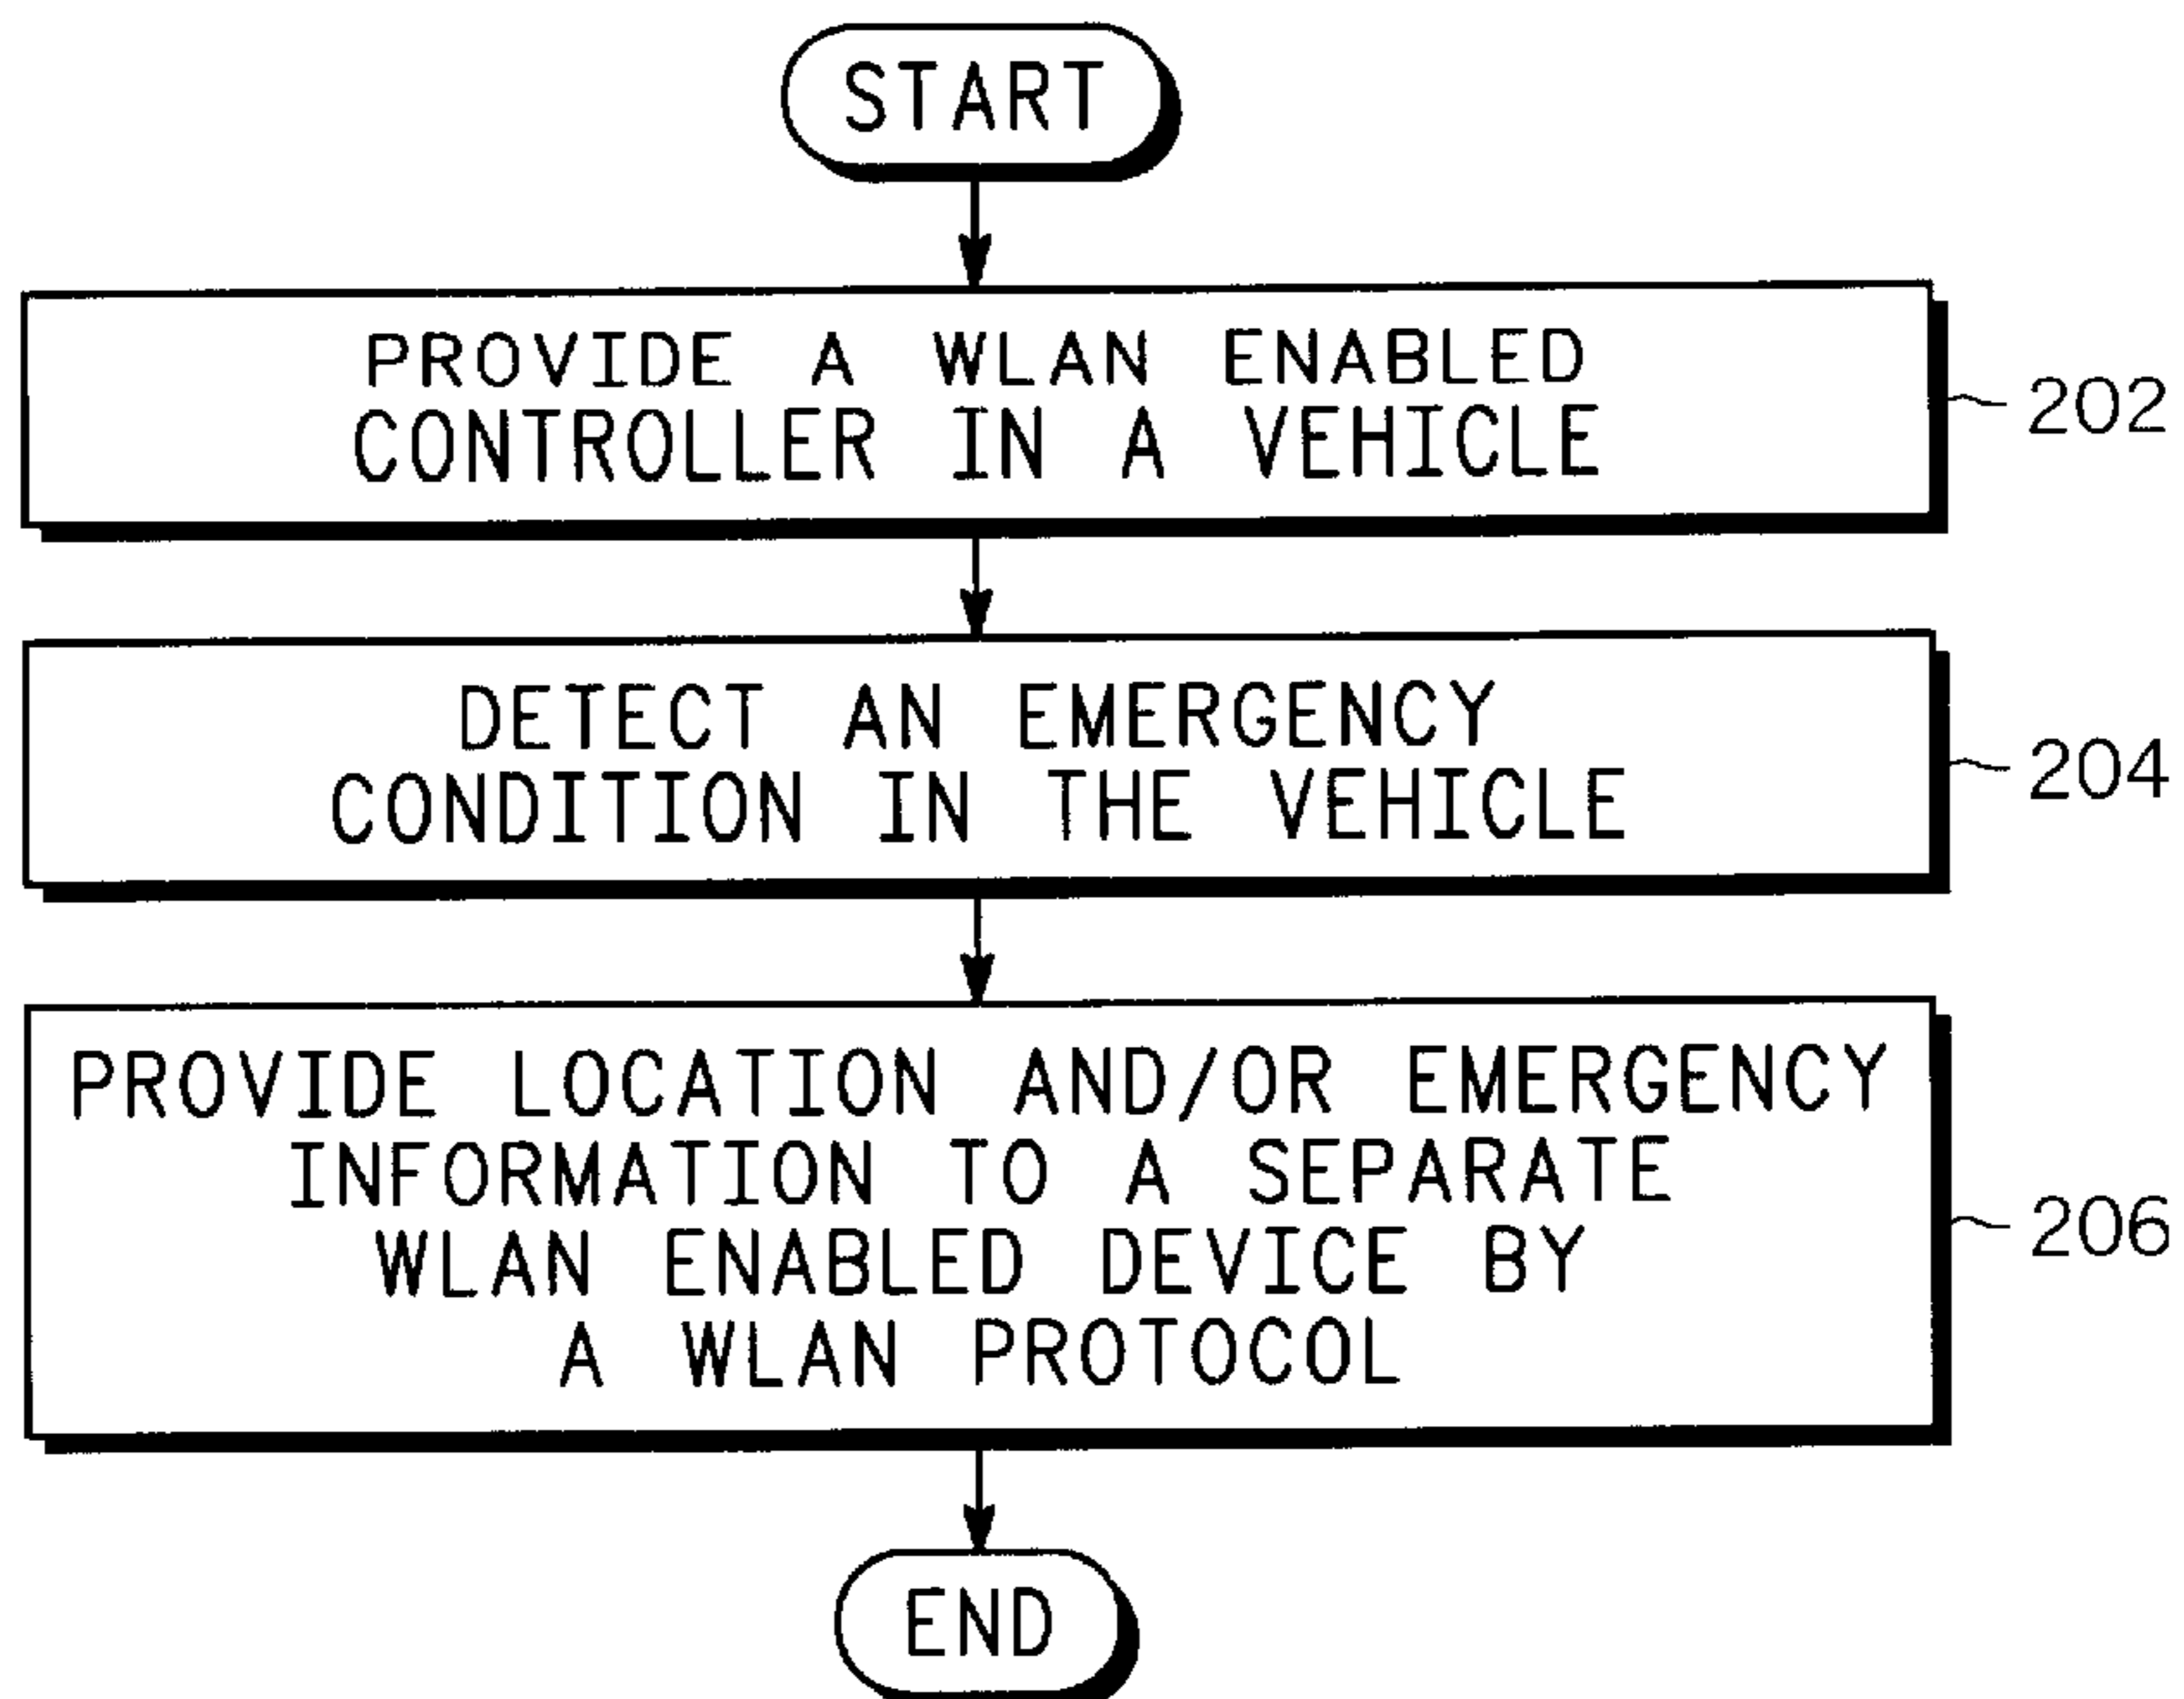 START
PROVIDE A WLAN ENABLED
CONTROLLER IN A VEHICLE
202
DETECT AN EMERGENCY
CONDITION IN THE VEHICLE
204
PROVIDE LOCATION AND/OR EMERGENCY
INFORMATION TO A SEPARATE
WLAN ENABLED DEVICE BY
A WLAN PROTOCOL
206
END